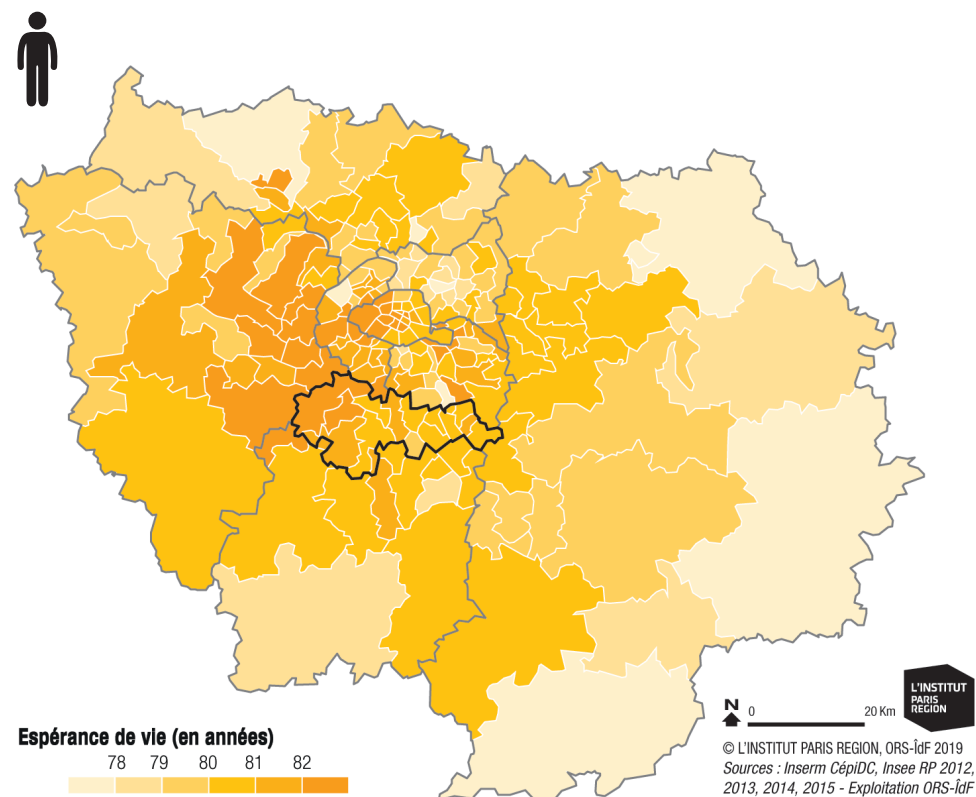 L'INSTITUT
PARIS
REGION
N
0 20 Km
Espérance de vie (en années)
78 79 80 81 82
© L'INSTITUT PARIS REGION, ORS-ÎdF 2019
Sources : Inserm CépiDC, Insee RP 2012,
2013, 2014, 2015 - Exploitation ORS-ÎdF